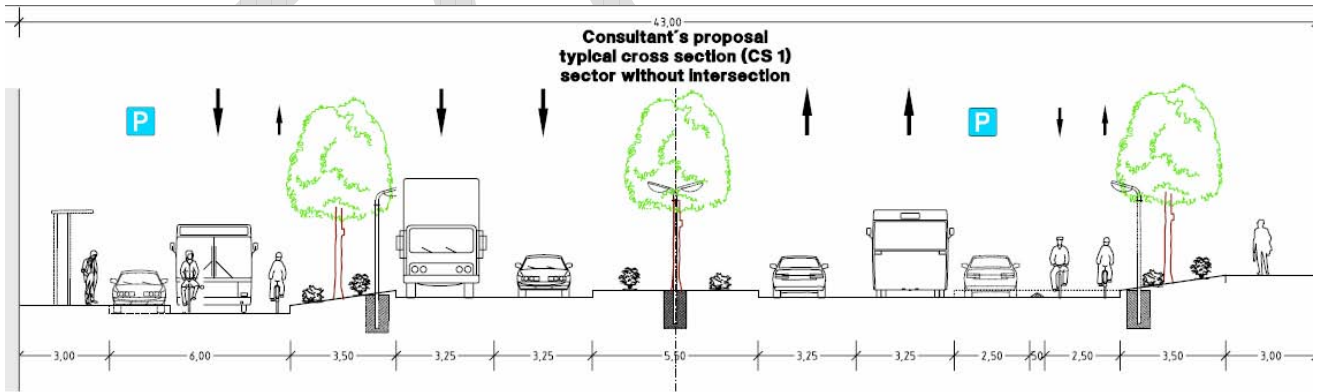 43,00
Consultant´s proposal
typical cross section (CS 1)
sector without intersection
P
P
3,00 6,00 3,50 3,25 3,25 5,50 3,25 3,25 2,50 50 2,50 3,50 3,00